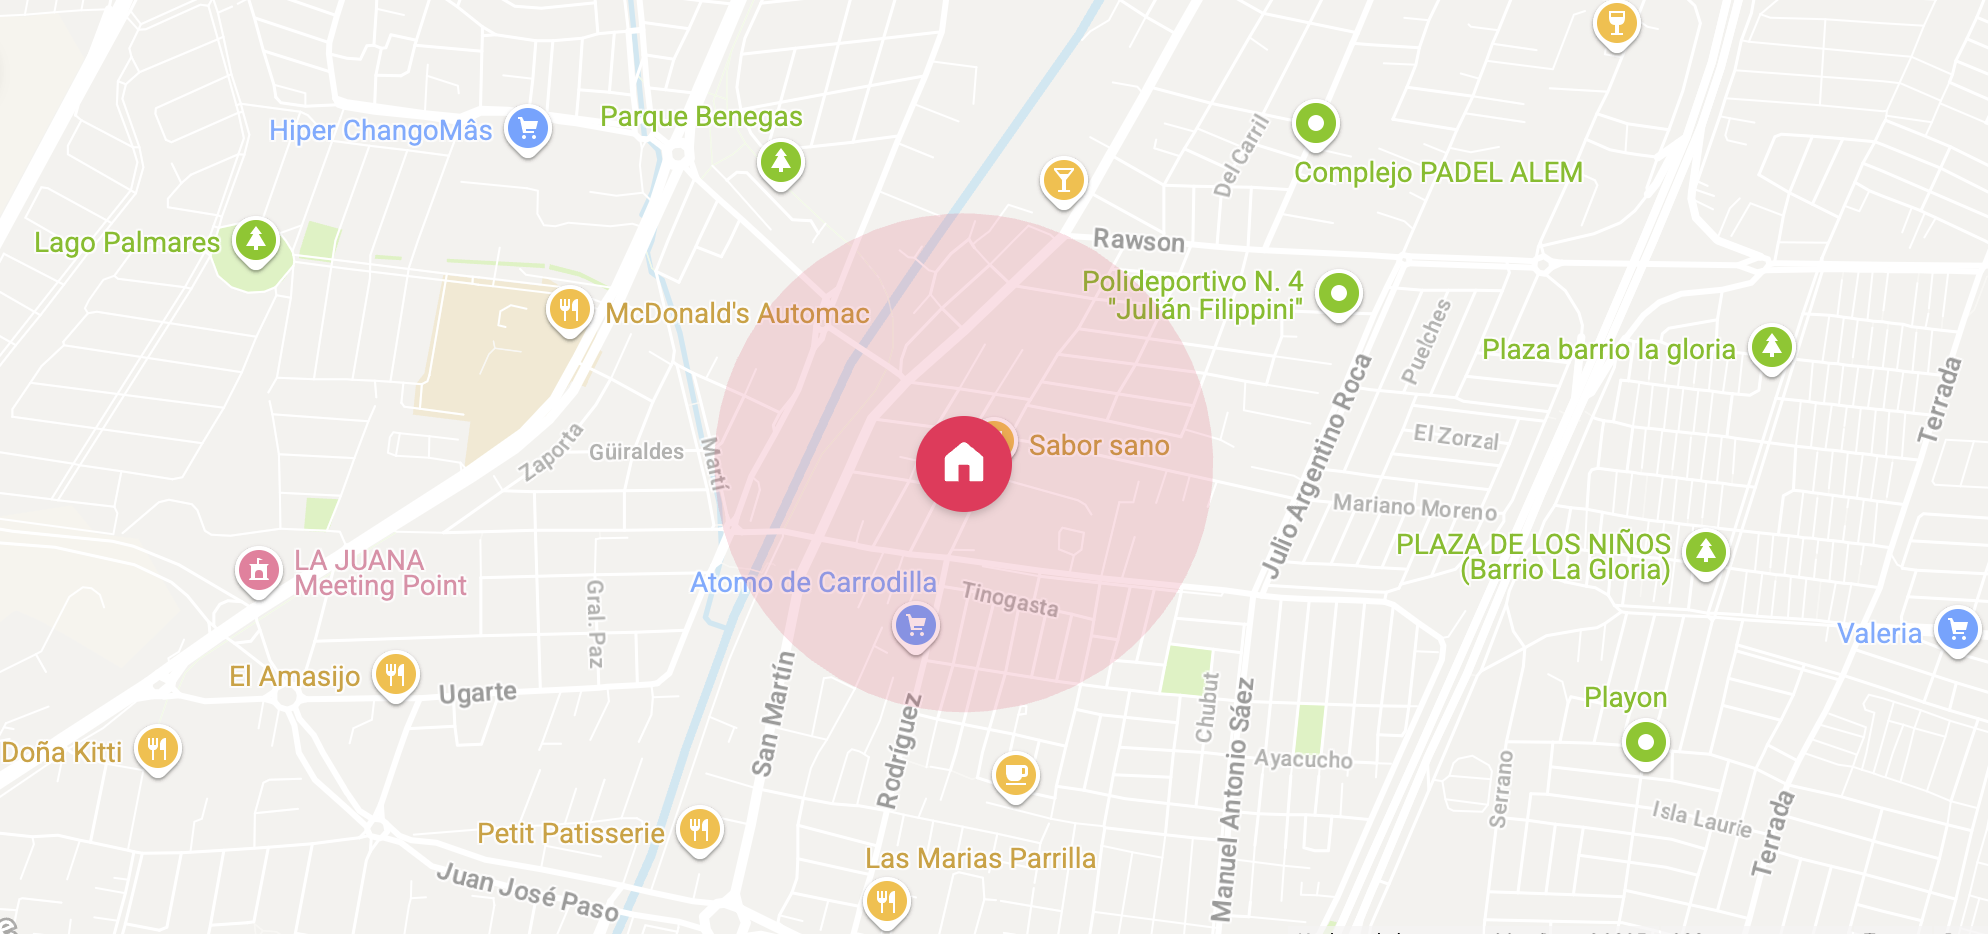 Parque Benegas
Hiper ChangoMâs
Del Carril
Complejo PADEL ALEM
Lago Palmares
Rawson
Polideportivo N. 4
"Julián Filippini"
McDonald's Automac
Puelches
Plaza barrio la gloria
Terrada
Zaporta
Güiraldes
Martí
Sabor sano
El Zorzal
Julio Argentino Roca
Mariano Moreno
PLAZA DE LOS NIÑOS
(Barrio La Gloria)
LA JUANA
Meeting Point
Atomo de Carrodilla
Tinogasta
Gral. Paz
Valeria
El Amasijo
Ugarte
San Martín
Rodríguez
Chubut
Manuel Antonio Sáez
Playon
Doña Kitti
Ayacucho
Serrano
Isla Laurie
Terrada
Petit Patisserie
Las Marias Parrilla
Juan José Paso